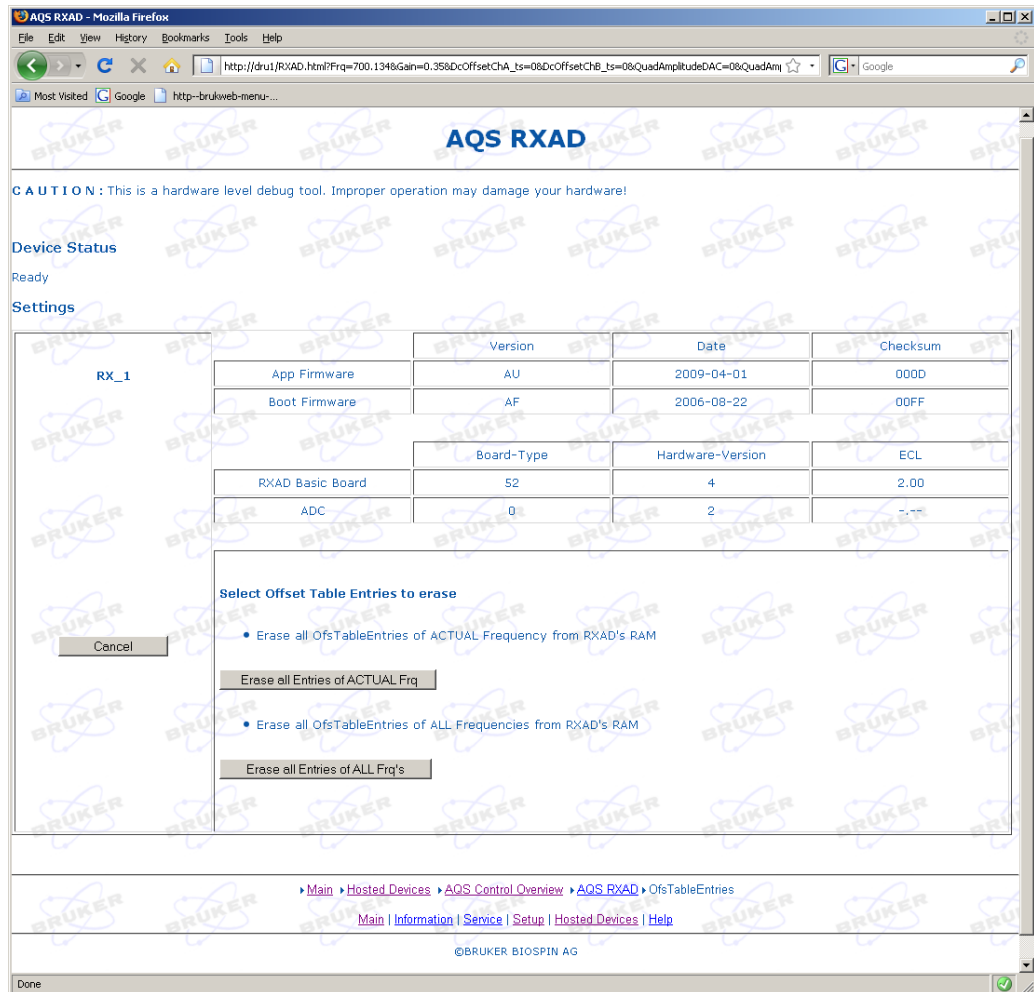 AQS RXAD - Mozilla Firefox
File Edit View History Bookmarks Tools Help
http://dru1/RXAD.html?Frq=700.134&Gain=0.35&DcOffsetChA_ts=0&DcOffsetChB_ts=0&QuadAmplitudeDAC=0&QuadAm Google
Most Visited Google http--brukweb-menu-...
AQS RXAD
C A U T I O N : This is a hardware level debug tool. Improper operation may damage your hardware!
Device Status
Ready
Settings
Version Date Checksum
RX_1 App Firmware AU 2009-04-01 000D
Boot Firmware AF 2006-08-22 00FF
Board-Type Hardware-Version ECL
RXAD Basic Board 52 4 2.00
ADC 0 2 -.--
Select Offset Table Entries to erase
• Erase all OfsTableEntries of ACTUAL Frequency from RXAD's RAM
Cancel
Erase all Entries of ACTUAL Frq
• Erase all OfsTableEntries of ALL Frequencies from RXAD's RAM
Erase all Entries of ALL Frq's
Main Hosted Devices AQS Control Overview AQS RXAD OfsTableEntries
Main | Information | Service | Setup | Hosted Devices | Help
©BRUKER BIOSPIN AG
Done
BRUKER